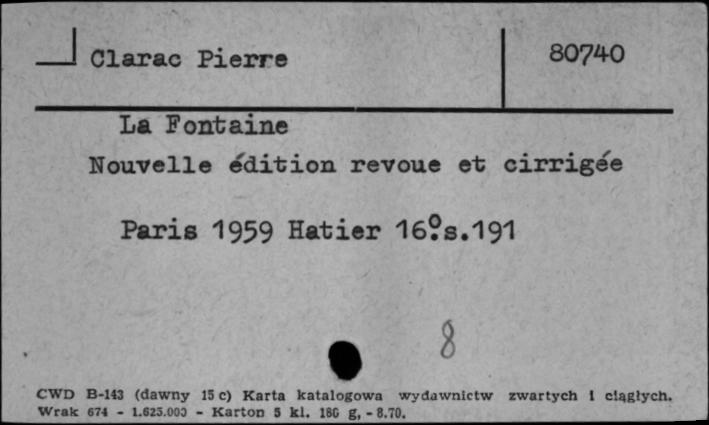 Clarac Pierre 80740
La Fontaine
Nouvelle édition revoue et cirrigée
Paris 1959 Hatier 16º.s.191
8
CWD B-143 (dawny 15 c) Karta katalogowa wydawnictw zwartych i ciągłych.
Wrak 674 - 1.625.000 - Karton 5 kl. 180 g, - 8.70.